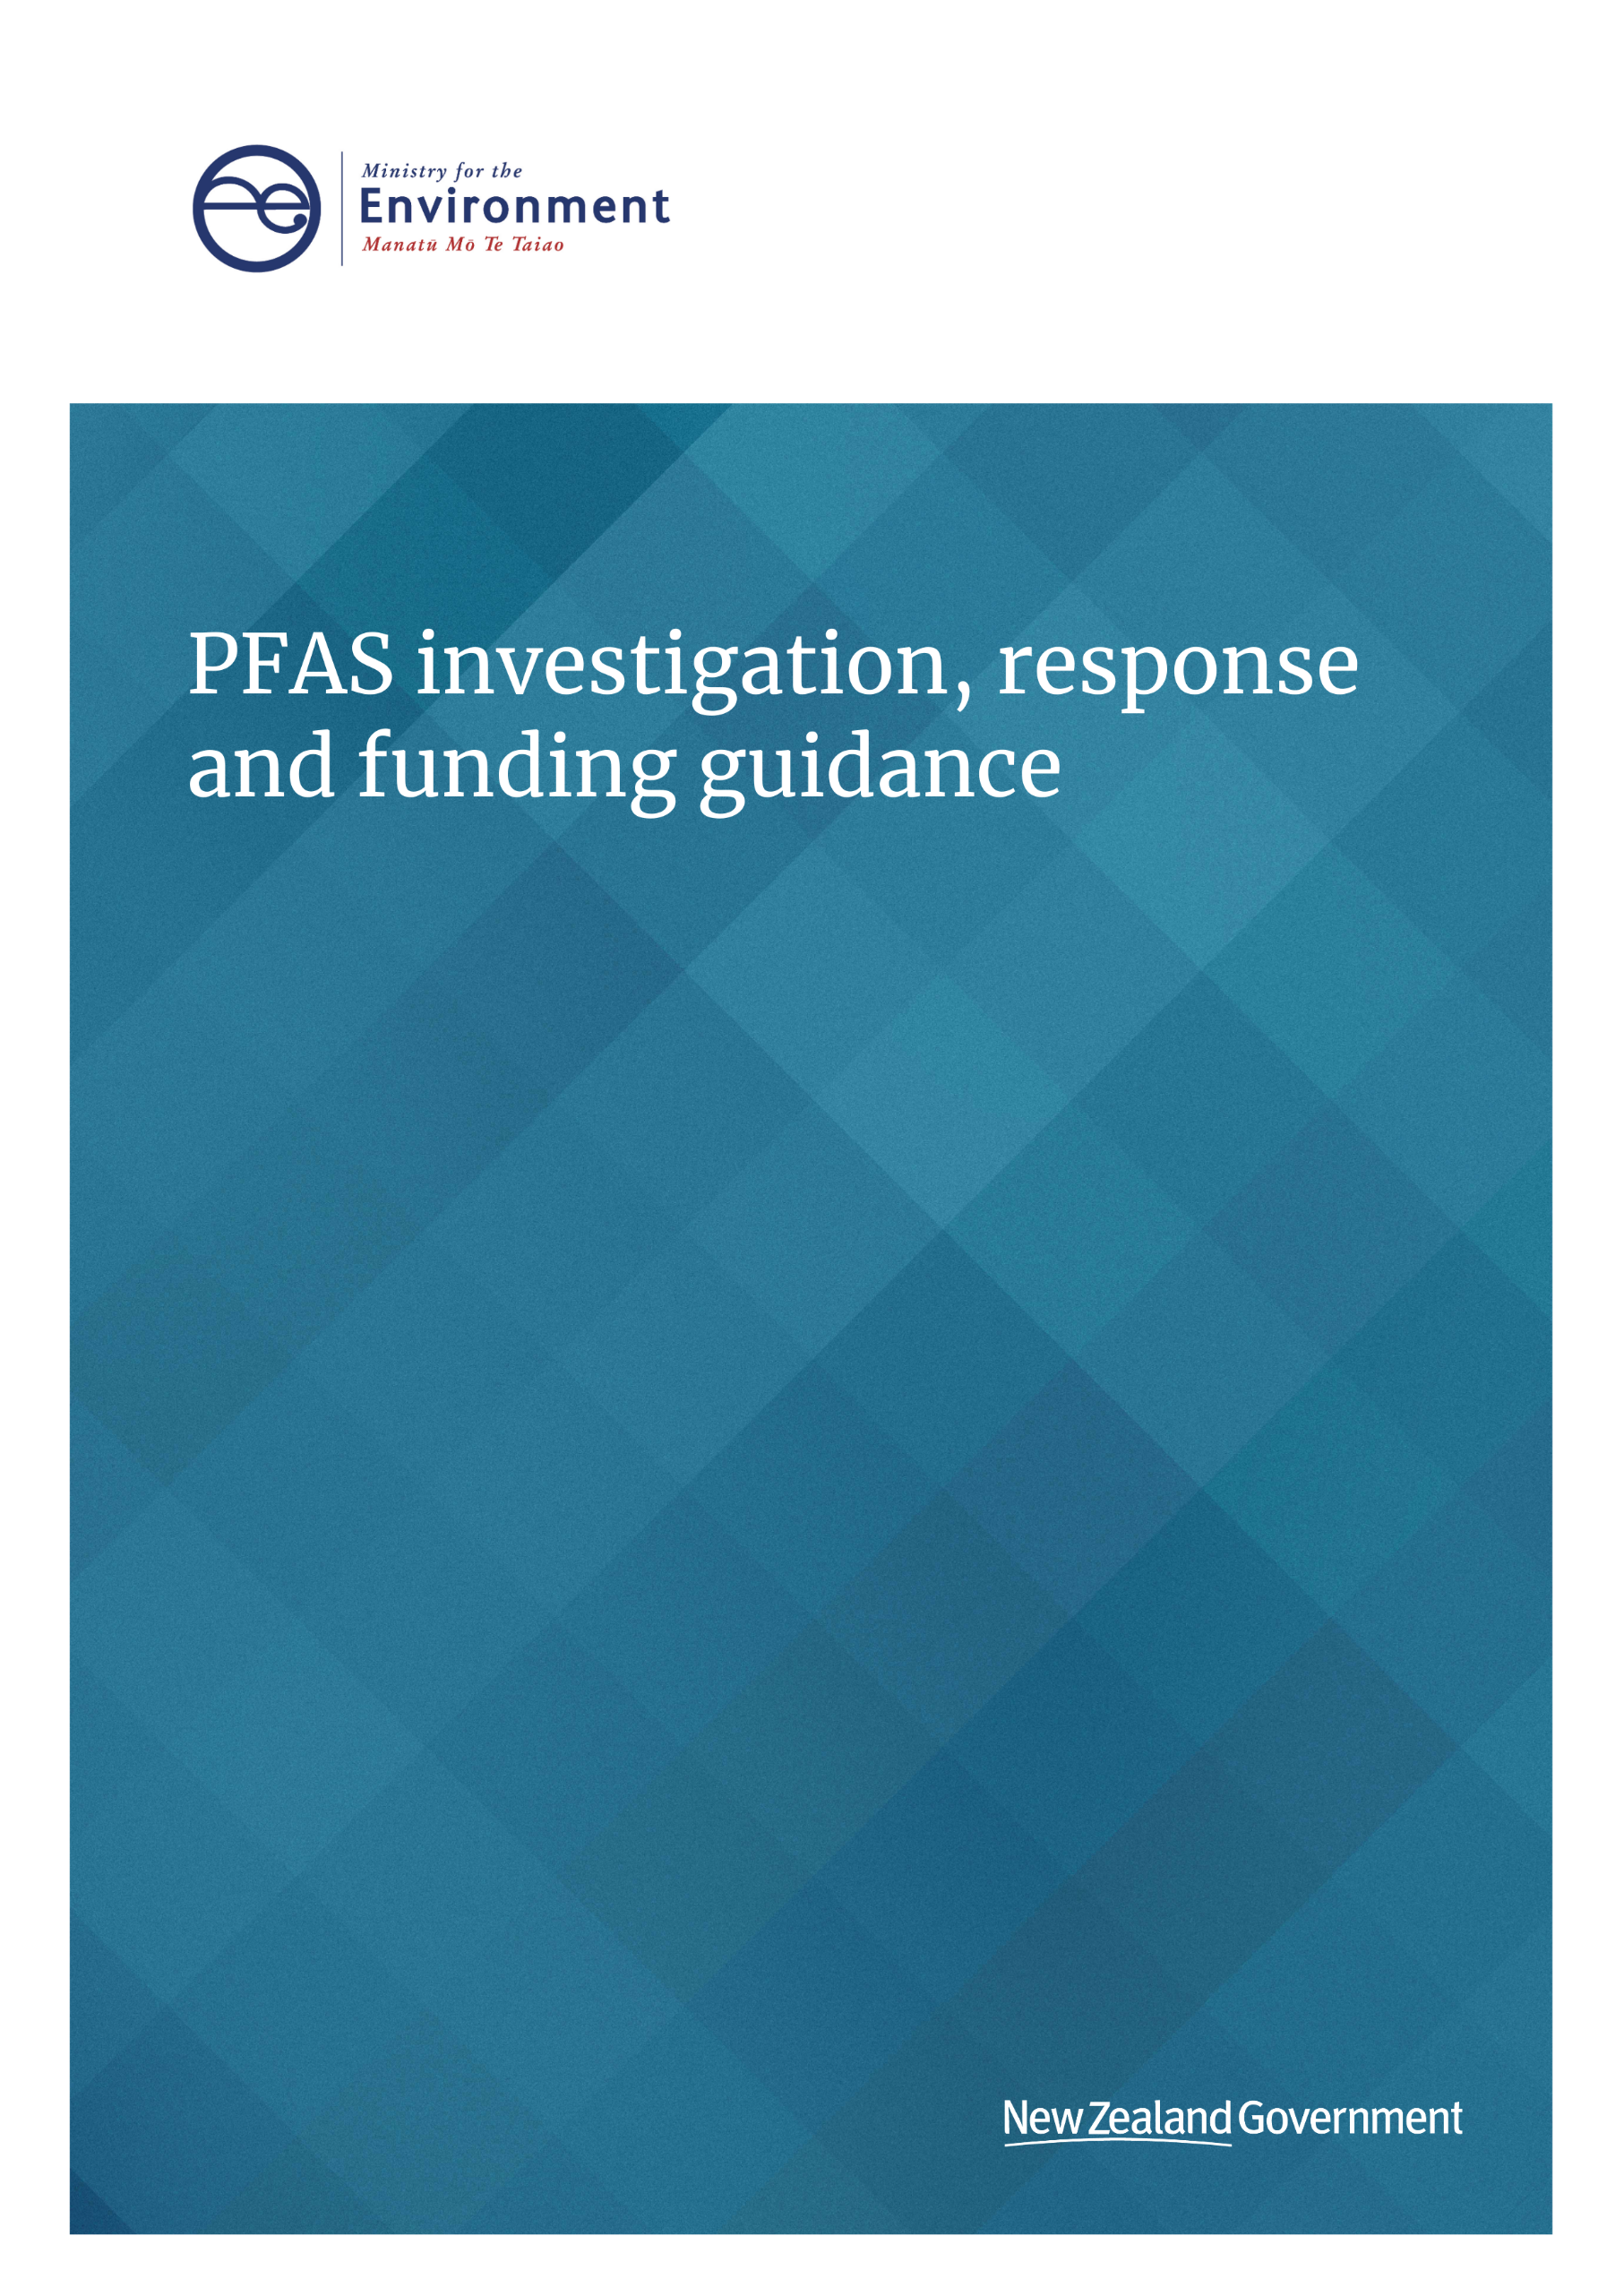 Ministry for the
Environment
Manatū Mō Te Taiao
PFAS investigation, response
and funding guidance
New Zealand Government